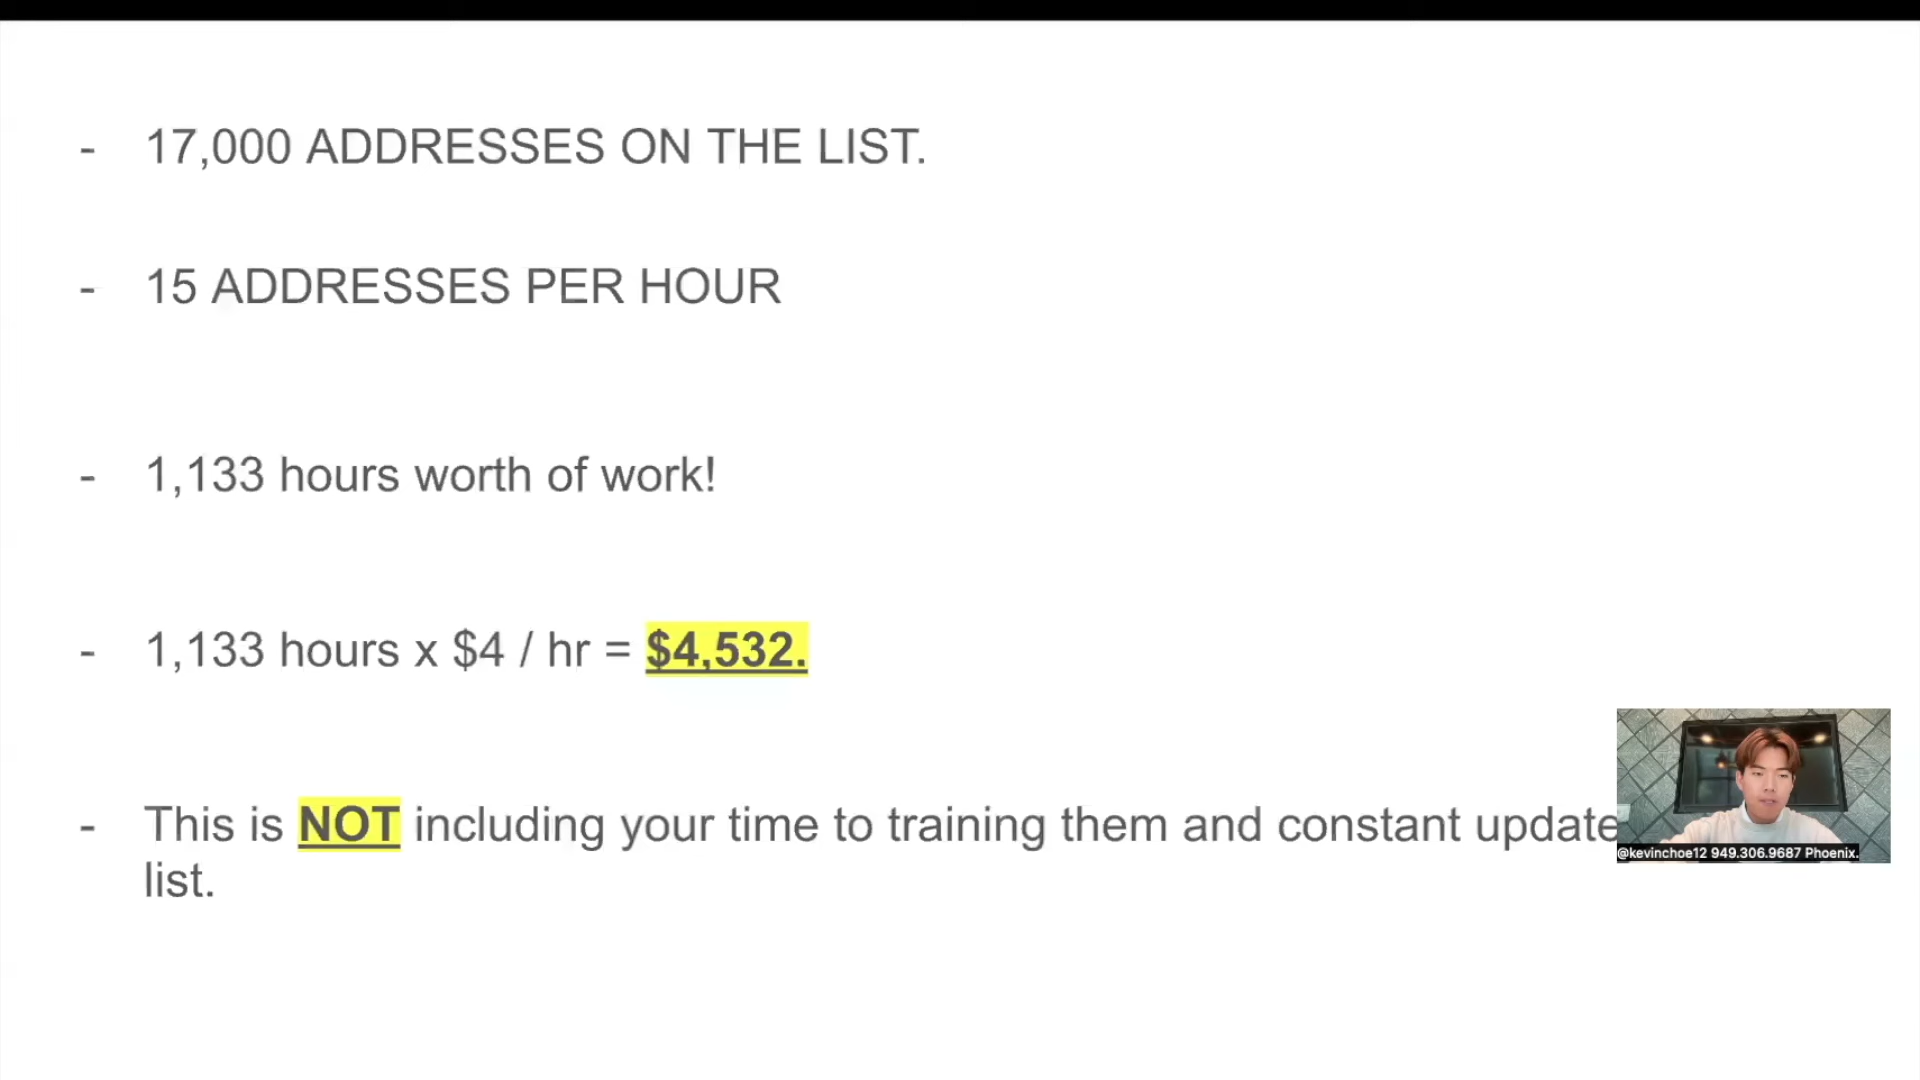 - 17,000 ADDRESSES ON THE LIST.
- 15 ADDRESSES PER HOUR
- 1,133 hours worth of work!
- 1,133 hours x $4 / hr = $4,532.
- This is NOT including your time to training them and constant update
list.
@kevinchoe12 949.306.9687 Phoenix.